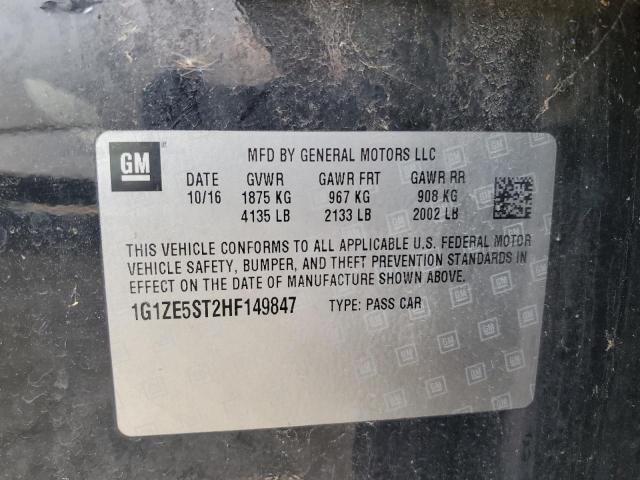 GM
MFD BY GENERAL MOTORS LLC
DATE GVWR GAWR FRT GAWR RR
10/16 1875 KG 967 KG 908 KG
4135 LB 2133 LB 2002 LB
THIS VEHICLE CONFORMS TO ALL APPLICABLE U.S. FEDERAL MOTOR
VEHICLE SAFETY, BUMPER, AND THEFT PREVENTION STANDARDS IN
EFFECT ON THE DATE OF MANUFACTURE SHOWN ABOVE.
1G1ZE5ST2HF149847 TYPE: PASS CAR